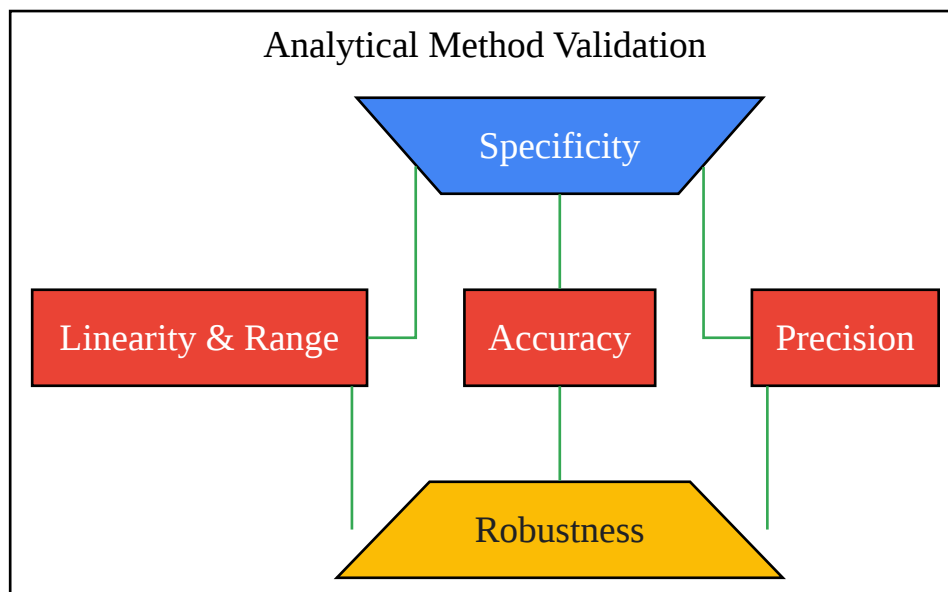 Analytical Method Validation
Specificity
Linearity & Range
Accuracy
Precision
Robustness